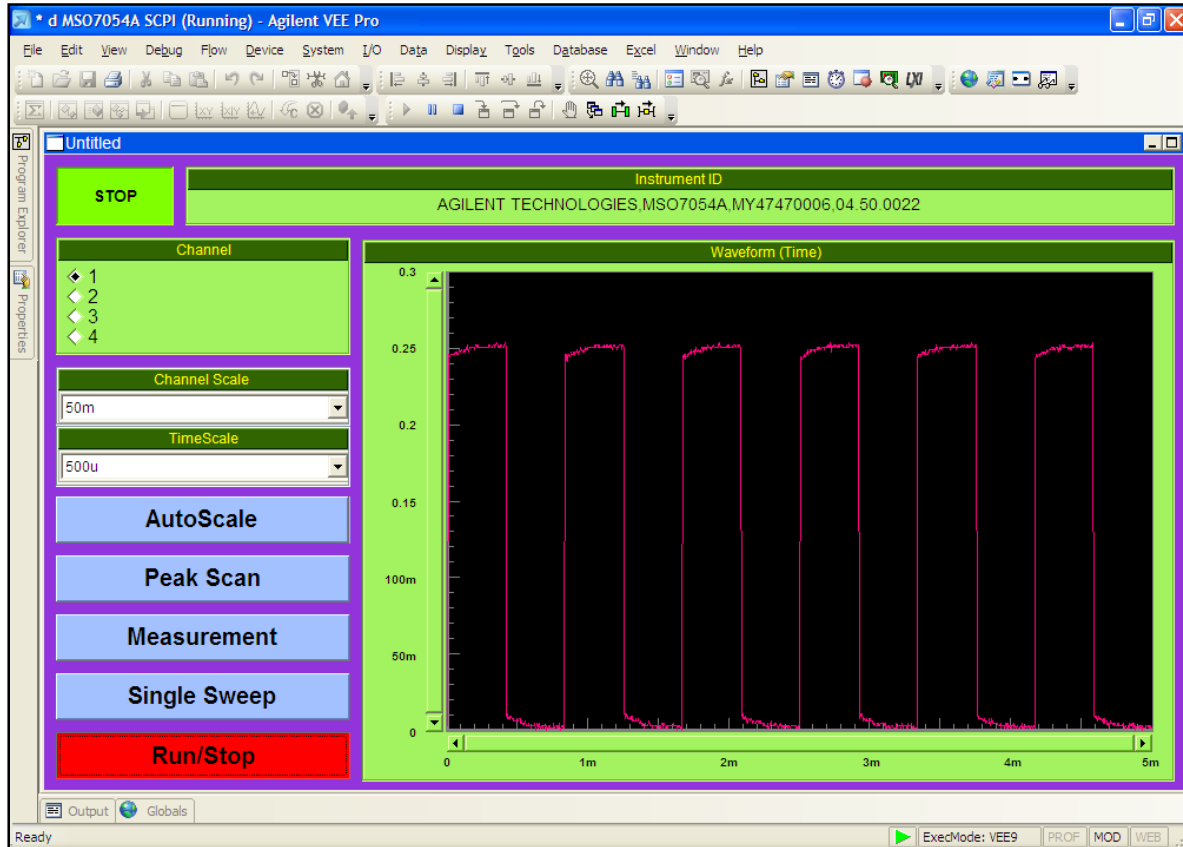 * d MSO7054A SCPI (Running) - Agilent VEE Pro
File Edit View Debug Flow Device System I/O Data Display Tools Database Excel Window Help
Program Explorer
Properties
Untitled
STOP
Instrument ID
AGILENT TECHNOLOGIES,MSO7054A,MY47470006,04.50.0022
Channel
1
2
3
4
Channel Scale
50m
TimeScale
500u
AutoScale
Peak Scan
Measurement
Single Sweep
Run/Stop
Waveform (Time)
0.3
0.25
0.2
0.15
100m
50m
0
0 1m 2m 3m 4m 5m
Output Globals
Ready ExecMode: VEE9 PROF MOD WEB